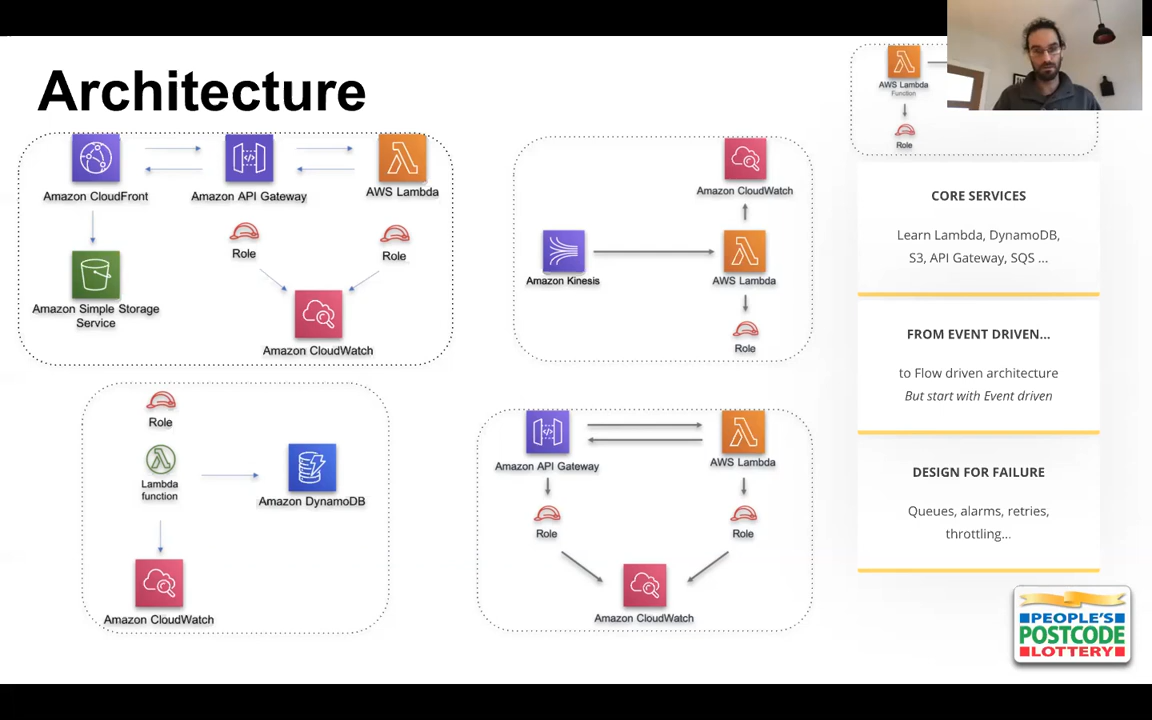 Architecture
Amazon CloudFront
Amazon API Gateway
AWS Lambda
Role
Role
Amazon Simple Storage
Service
Amazon CloudWatch
Amazon CloudWatch
Amazon Kinesis
AWS Lambda
Role
Role
Lambda
function
Amazon DynamoDB
Amazon CloudWatch
Amazon API Gateway
AWS Lambda
Role
Role
Amazon CloudWatch
AWS Lambda
Function
Role
CORE SERVICES
Learn Lambda, DynamoDB,
S3, API Gateway, SQS ...
FROM EVENT DRIVEN...
to Flow driven architecture
But start with Event driven
DESIGN FOR FAILURE
Queues, alarms, retries,
throttling...
PEOPLE'S
POSTCODE
LOTTERY